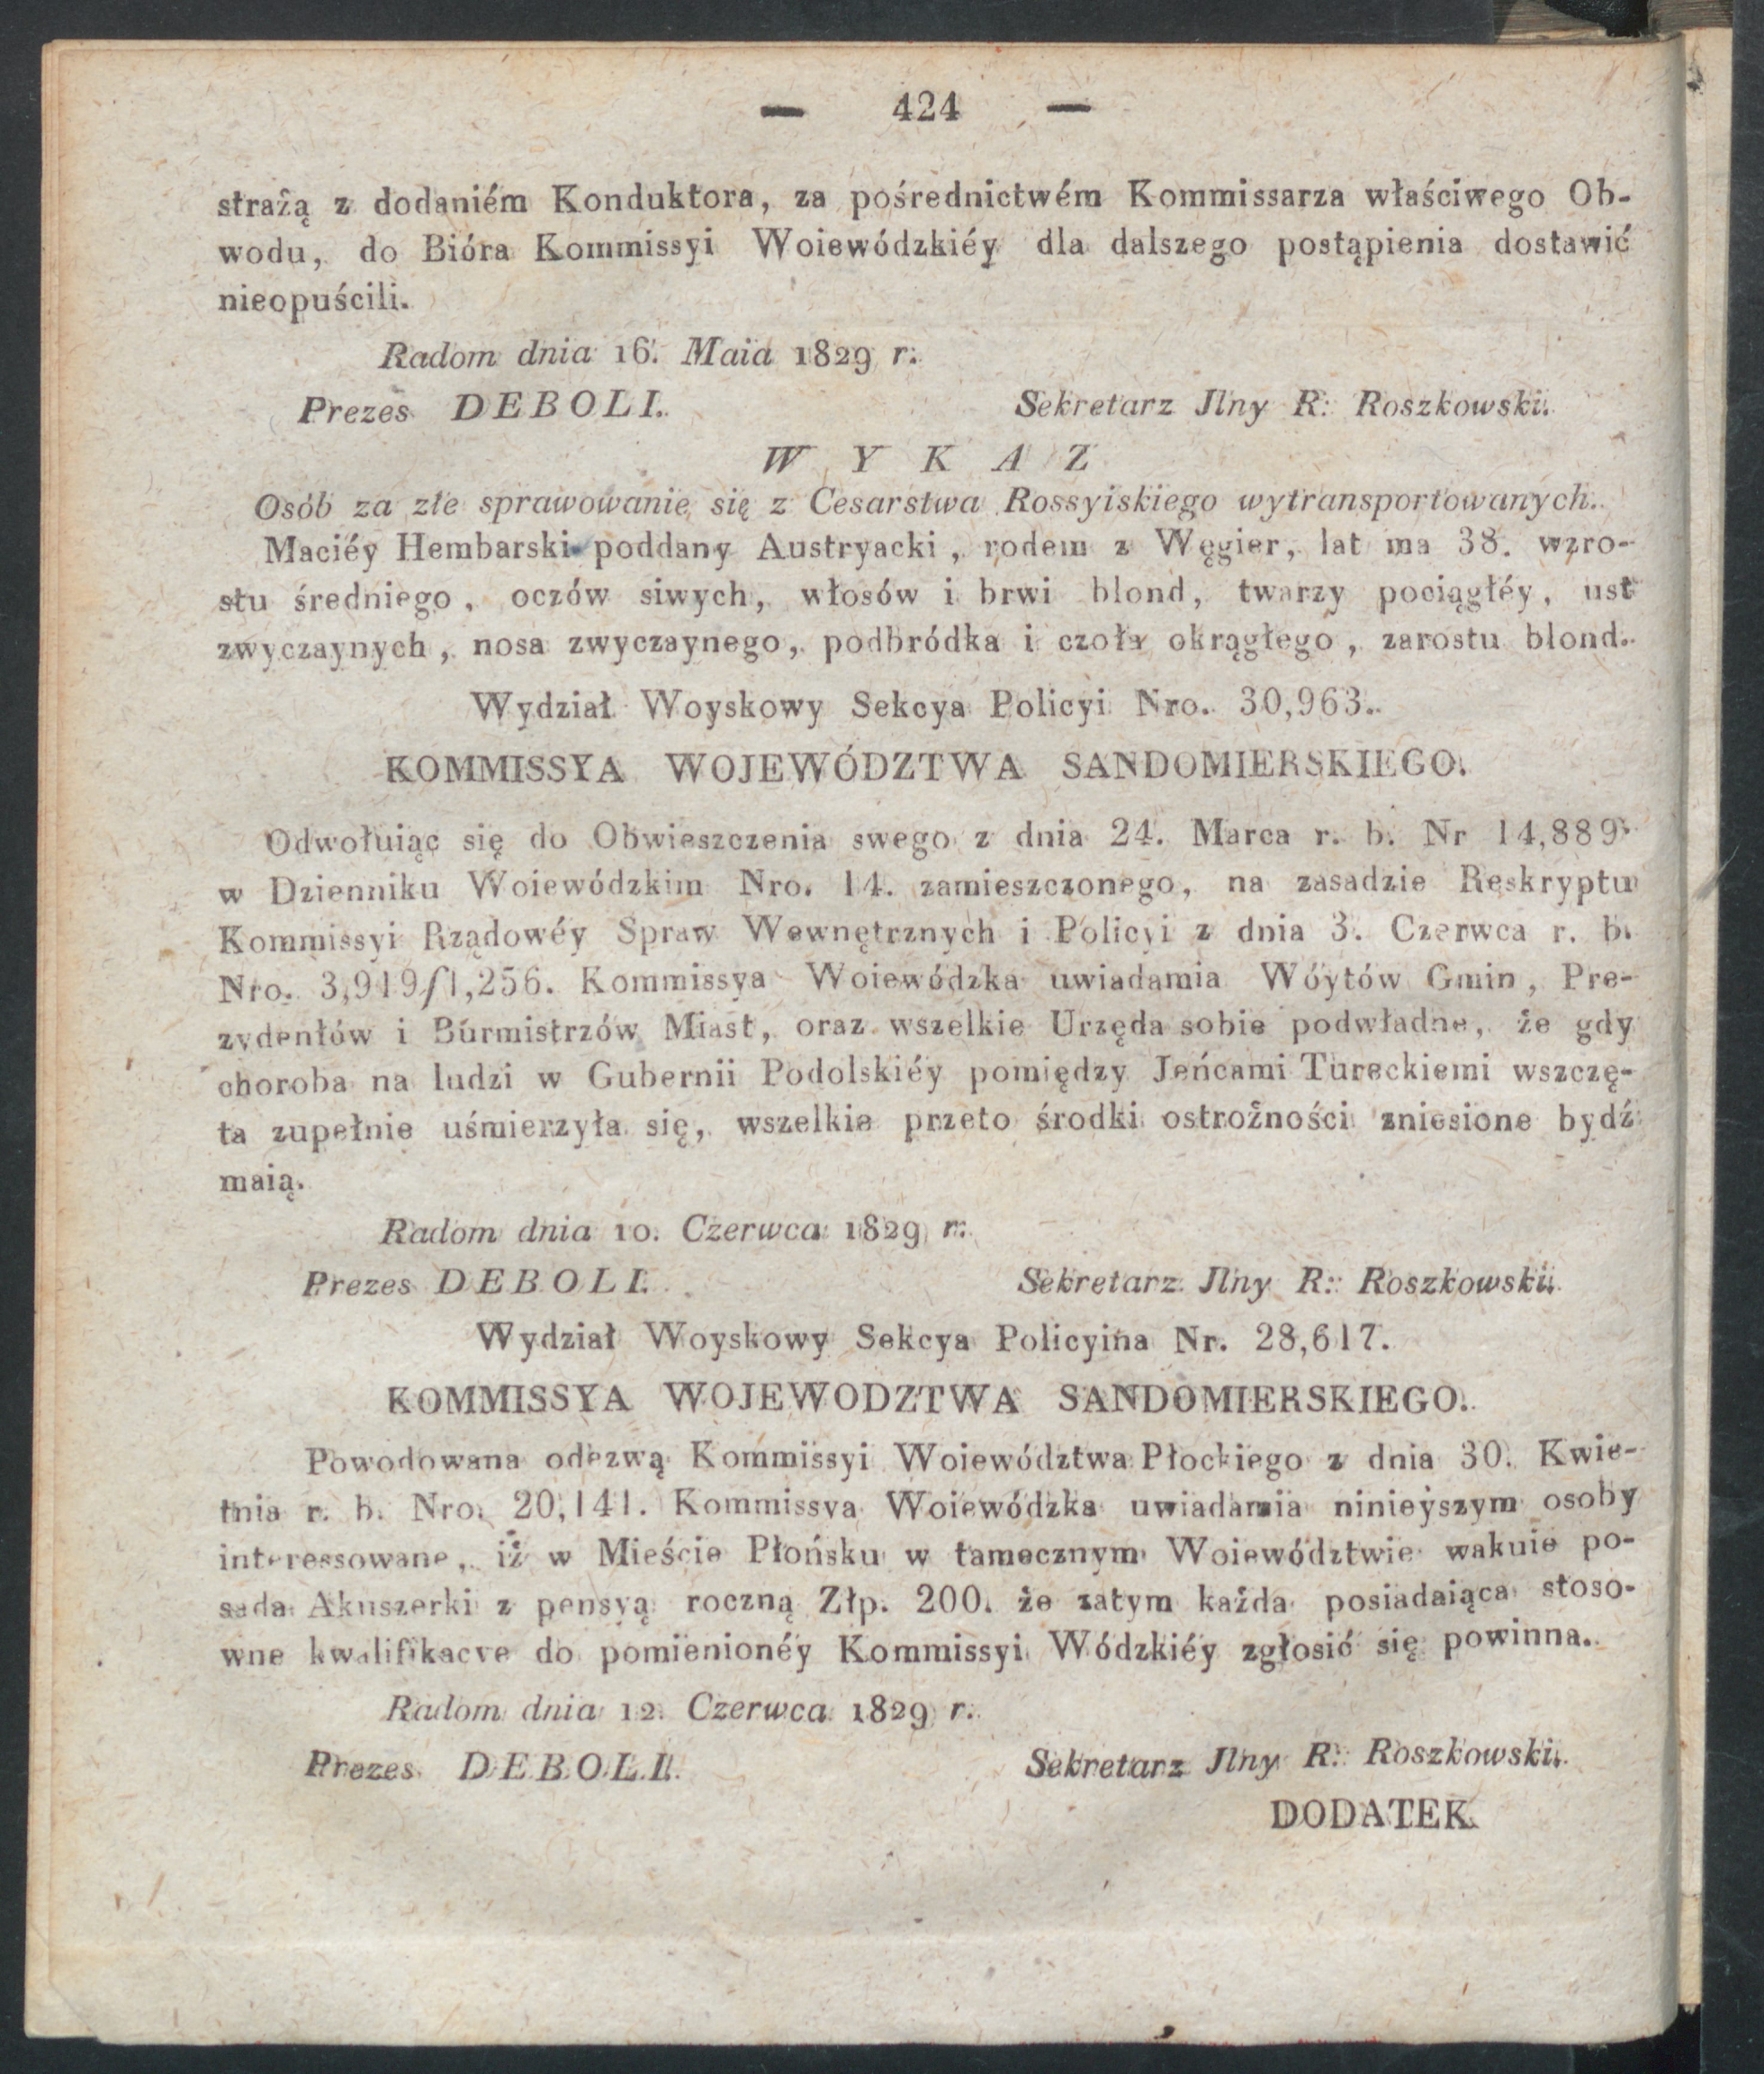 — 424 —
strażą z dodaniém Konduktora, za pośrednictwém Kommissarza właściwego Ob-
wodu, do Bióra Kommissyi Woiewódzkiéy dla dalszego postąpienia dostawić
nieopuścili.
Radom dnia 16. Maia 1829 r.
Prezes DEBOLI. Sekretarz Jlny R: Roszkowski.
W Y K A Z
Osób za złe sprawowanie się z Cesarstwa Rossyiskiego wytransportowanych.
Maciéy Hembarski poddany Austryacki, rodem z Węgier, lat ma 38. wzro-
stu średniego, oczów siwych, włosów i brwi blond, twarzy pociągłéy, ust
zwyczaynych, nosa zwyczaynego, podbródka i czoła okrągłego, zarostu blond.
Wydział Woyskowy Sekcya Policyi Nro. 30,963.
KOMMISSYA WOJEWÓDZTWA SANDOMIERSKIEGO.
Odwołuiąc się do Obwieszczenia swego z dnia 24. Marca r. b. Nr 14,889.
w Dzienniku Woiewódzkim Nro. 14. zamieszczonego, na zasadzie Reskryptu
Kommissyi Rządowéy Spraw Wewnętrznych i Policyi z dnia 3. Czerwca r. b.
Nro. 3,919/1,256. Kommissya Woiewódzka uwiadamia Wóytów Gmin, Pre-
zydentów i Burmistrzów Miast, oraz wszelkie Urzęda sobie podwładne, że gdy
choroba na ludzi w Gubernii Podolskiéy pomiędzy Jeńcami Tureckiemi wszczę-
ta zupełnie uśmierzyła się, wszelkie przeto środki ostrożności zniesione bydź
maią.
Radom dnia 10. Czerwca 1829 r.
Prezes DEBOLI. Sekretarz Jlny R: Roszkowski.
Wydział Woyskowy Sekcya Policyina Nr. 28,617.
KOMMISSYA WOJEWODZTWA SANDOMIERSKIEGO.
Powodowana odezwą Kommissyi Woiewództwa Płockiego z dnia 30. Kwie-
tnia r. b. Nro. 20,141. Kommissya Woiewódzka uwiadamia ninieyszym osoby
interessowane, iż w Mieście Płońsku w tamecznym Woiewództwie wakuie po-
sada Akuszerki z pensyą roczną Złp. 200. że zatym każda posiadaiąca stoso-
wne kwalifikacye do pomienionéy Kommissyi Wódzkiéy zgłosić się powinna.
Radom dnia 12. Czerwca 1829 r.
Prezes DEBOLI. Sekretarz Jlny R: Roszkowski.
DODATEK